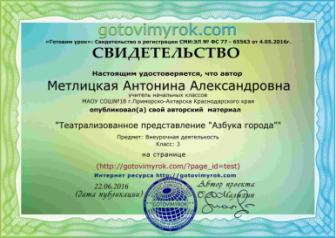 gotovimyrok.com
«Готовим урок»: Свидетельство о регистрации СМИ:ЭЛ № ФС 77 - 65563 от 4.05.2016г.
СВИДЕТЕЛЬСТВО
Настоящим удостоверяется, что автор
Метлицкая Антонина Александровна
учитель начальных классов
МАОУ СОШ№18 г.Приморско-Ахтарска Краснодарского края
опубликовал(а) свой авторский материал
"Театрализованное представление "Азбука города""
Предмет: Внеурочная деятельность
Класс: 3
на странице
(http://gotovimyrok.com/?page_id=test)
Интернет ресурса http://gotovimyrok.com
22.06.2016
(дата публикации)
Автор проекта
GOTOVIMYROK